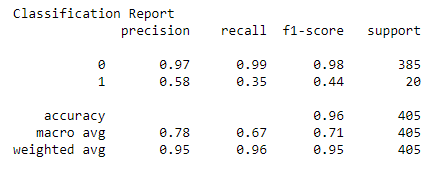 Classification Report
precision recall f1-score support
0 0.97 0.99 0.98 385
1 0.58 0.35 0.44 20
accuracy 0.96 405
macro avg 0.78 0.67 0.71 405
weighted avg 0.95 0.96 0.95 405